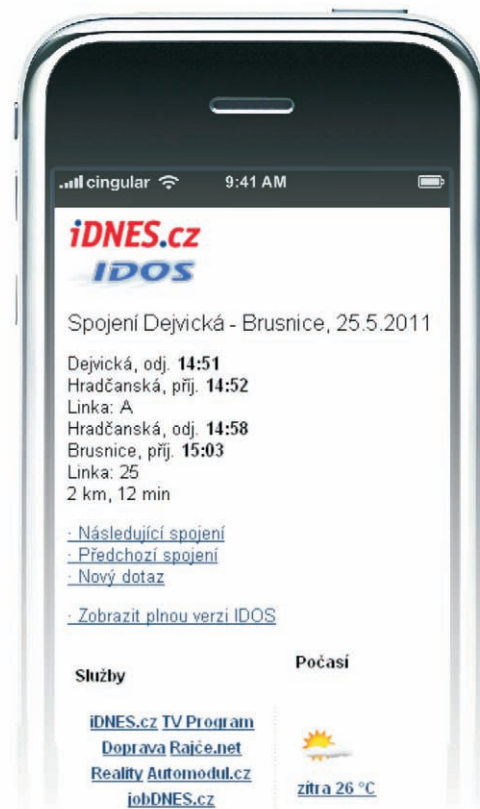 cingular 9:41 AM
iDNES.cz
IDOS
Spojení Dejvická - Brusnice, 25.5.2011
Dejvická, odj. 14:51
Hradčanská, příj. 14:52
Linka: A
Hradčanská, odj. 14:58
Brusnice, příj. 15:03
Linka: 25
2 km, 12 min
· Následující spojení
· Předchozí spojení
· Nový dotaz
· Zobrazit plnou verzi IDOS
Služby
iDNES.cz TV Program
Doprava Rajče.net
Reality Automodul.cz
jobDNES.cz
Počasí
zítra 26 °C